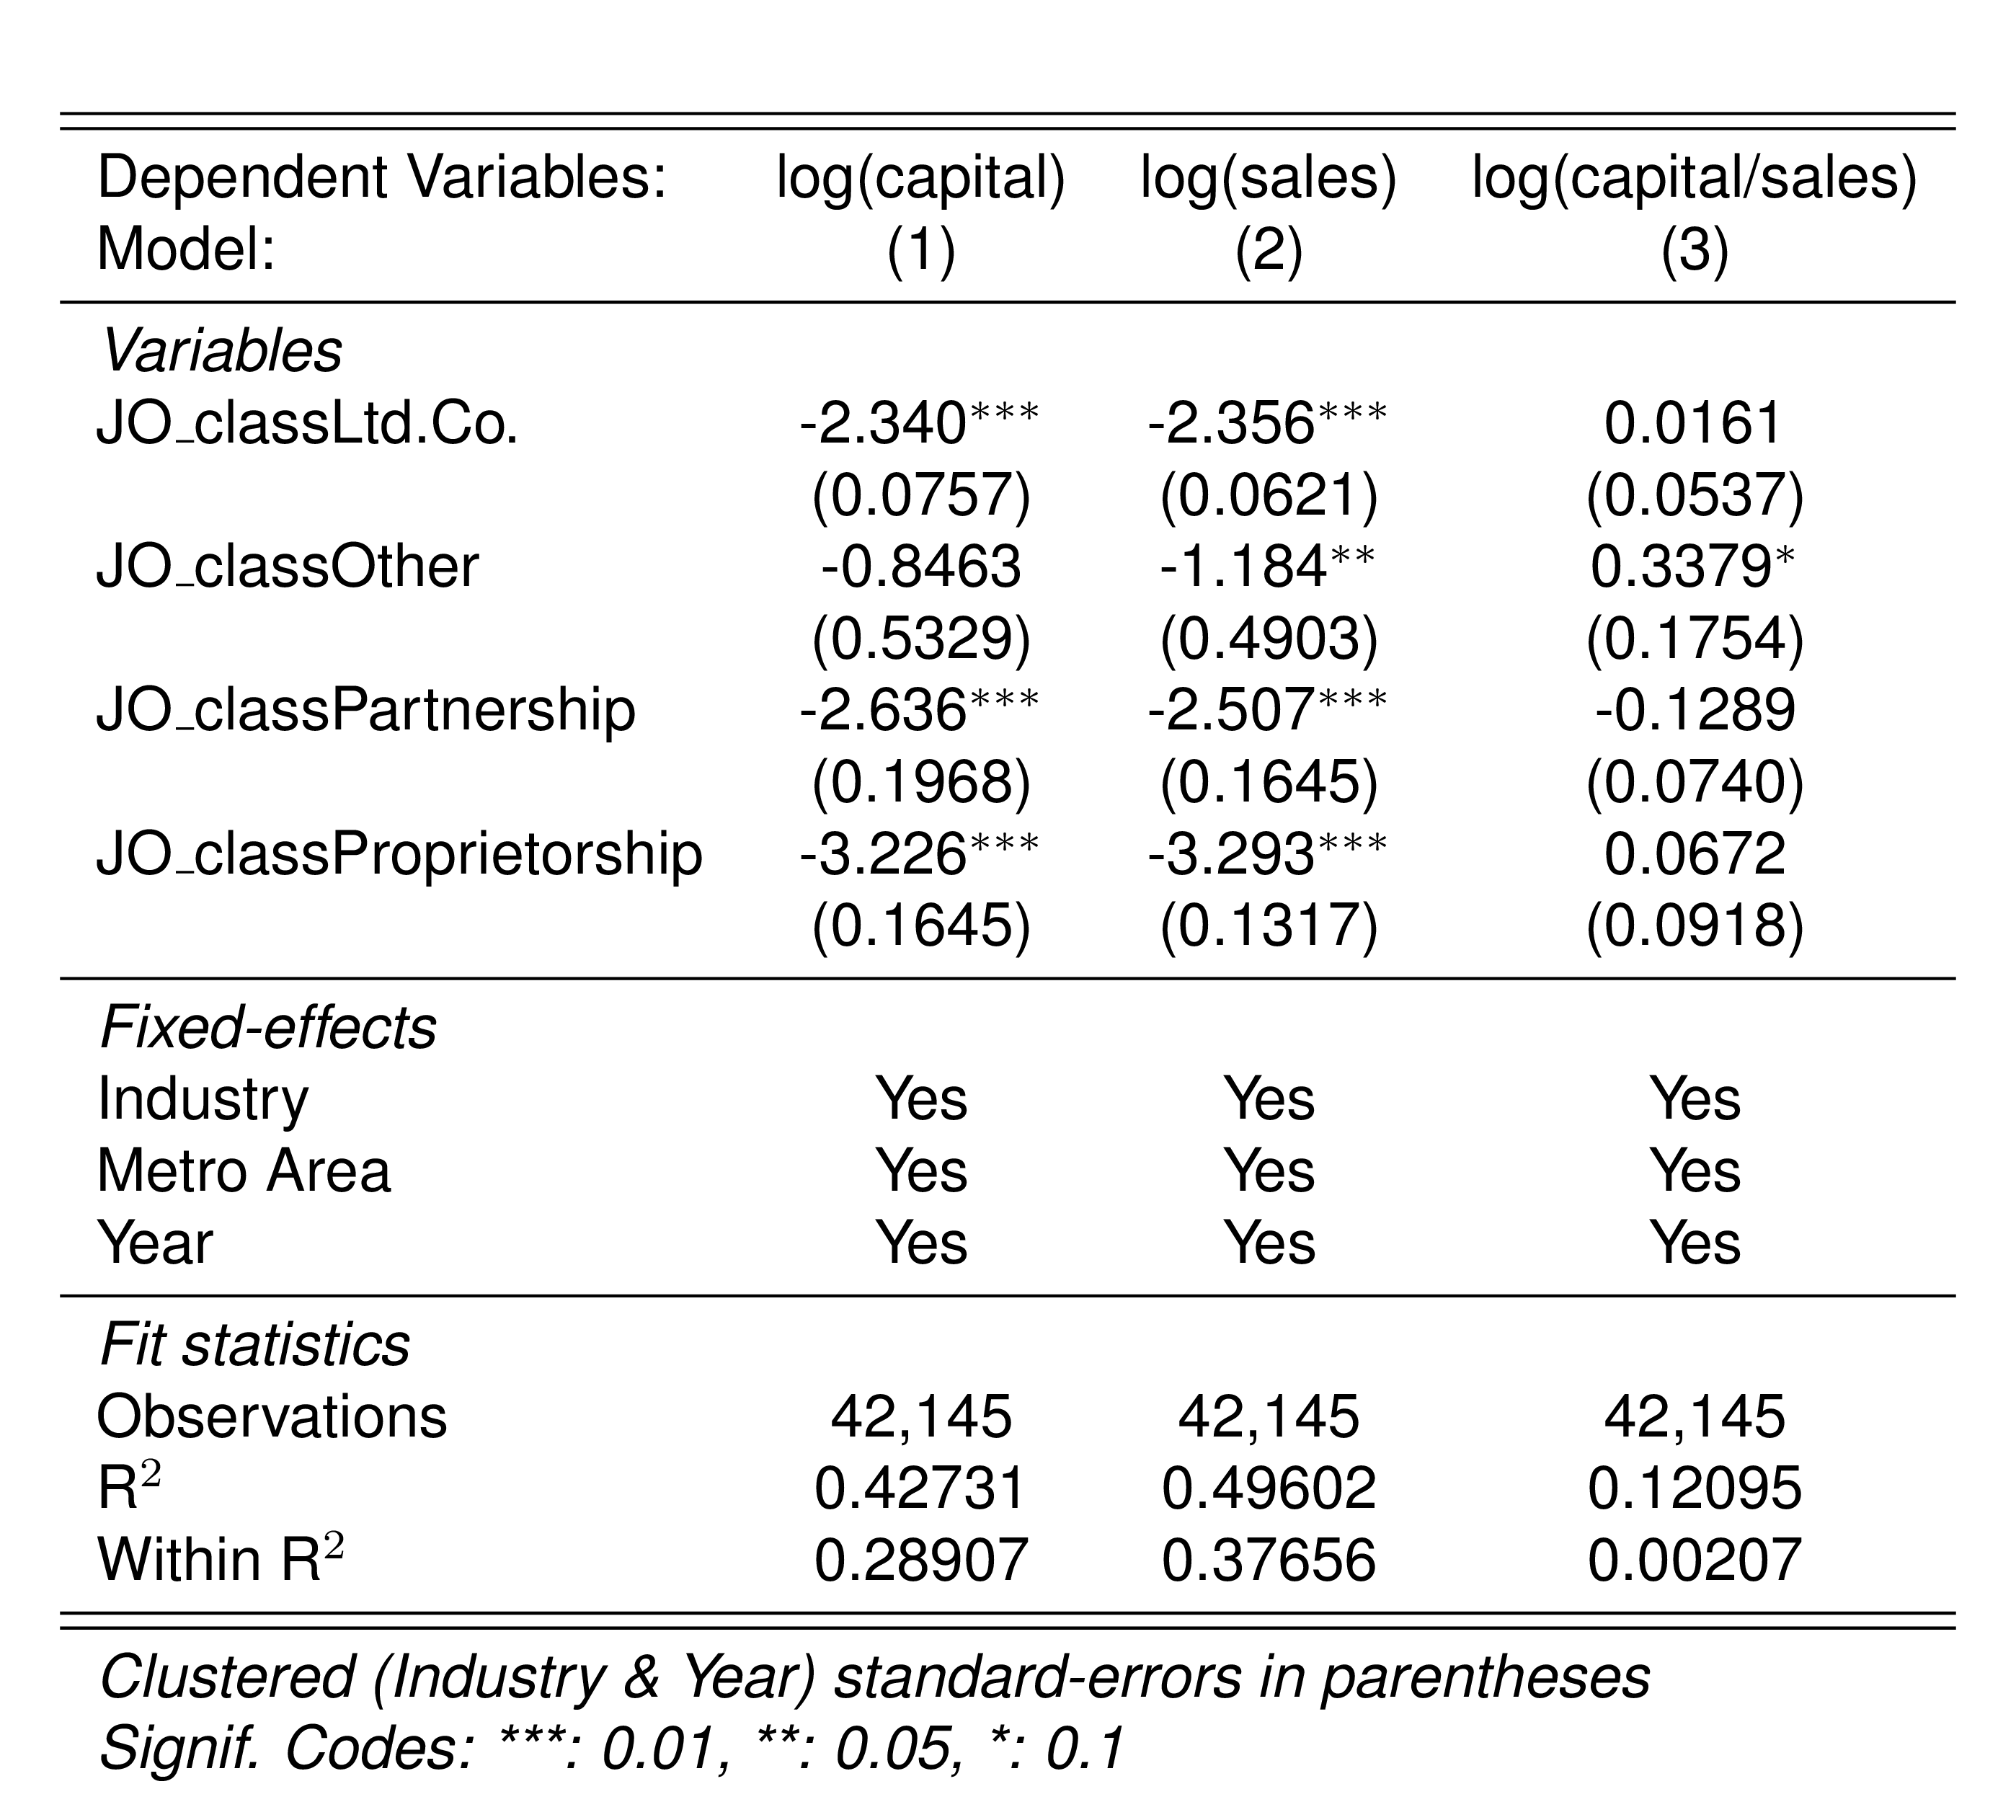 Dependent Variables: log(capital) log(sales) log(capital/sales)
Model: (1) (2) (3)
Variables
JO_classLtd.Co. -2.340*** -2.356*** 0.0161
(0.0757) (0.0621) (0.0537)
JO_classOther -0.8463 -1.184** 0.3379*
(0.5329) (0.4903) (0.1754)
JO_classPartnership -2.636*** -2.507*** -0.1289
(0.1968) (0.1645) (0.0740)
JO_classProprietorship -3.226*** -3.293*** 0.0672
(0.1645) (0.1317) (0.0918)
Fixed-effects
Industry Yes Yes Yes
Metro Area Yes Yes Yes
Year Yes Yes Yes
Fit statistics
Observations 42,145 42,145 42,145
R² 0.42731 0.49602 0.12095
Within R² 0.28907 0.37656 0.00207
Clustered (Industry & Year) standard-errors in parentheses
Signif. Codes: ***: 0.01, **: 0.05, *: 0.1